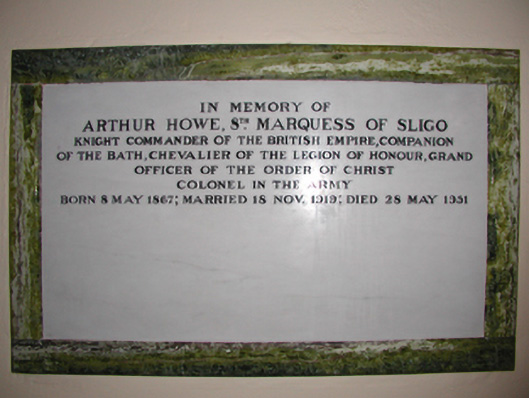 IN MEMORY OF
ARTHUR HOWE, 8TH MARQUESS OF SLIGO
KNIGHT COMMANDER OF THE BRITISH EMPIRE, COMPANION
OF THE BATH, CHEVALIER OF THE LEGION OF HONOUR, GRAND
OFFICER OF THE ORDER OF CHRIST
COLONEL IN THE ARMY
BORN 8 MAY 1867; MARRIED 18 NOV. 1919; DIED 28 MAY 1951